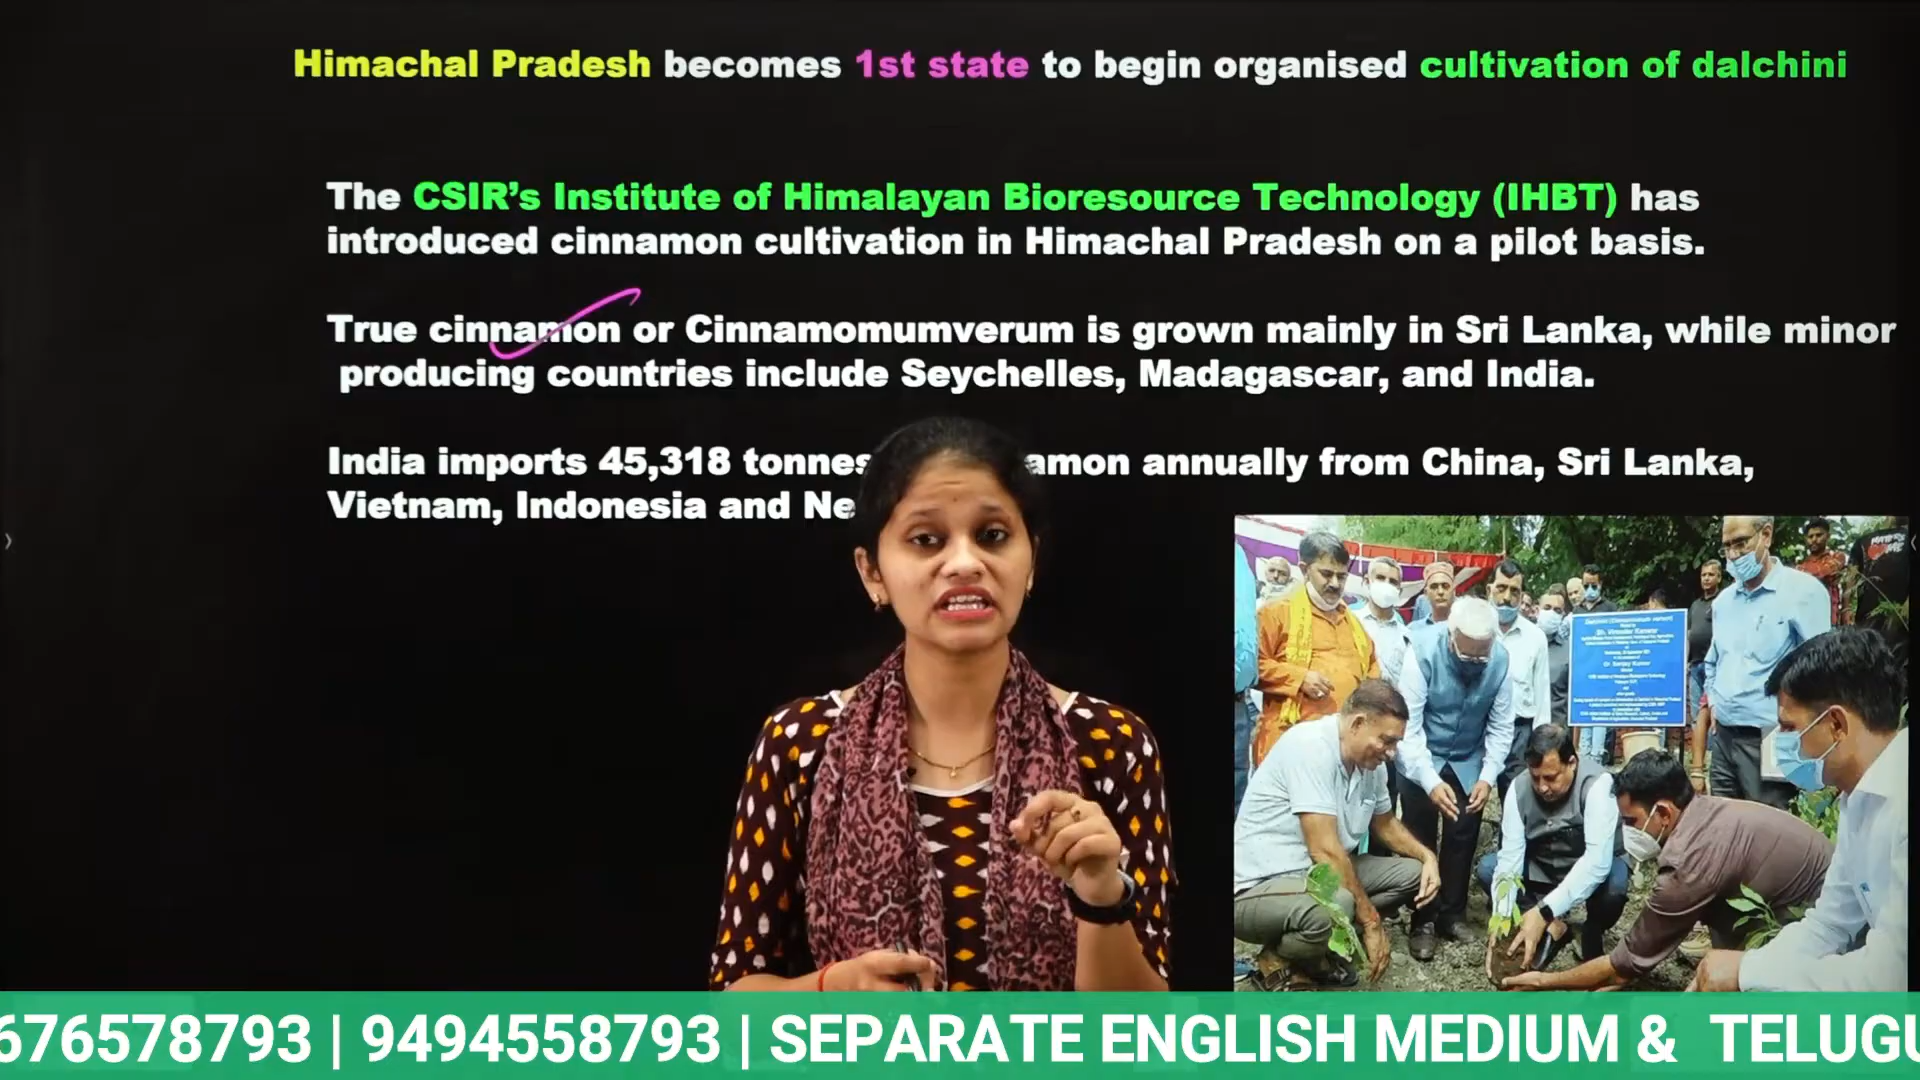 Himachal Pradesh becomes 1st state to begin organised cultivation of dalchini
The CSIR’s Institute of Himalayan Bioresource Technology (IHBT) has
introduced cinnamon cultivation in Himachal Pradesh on a pilot basis.
True cinnamon or Cinnamomumverum is grown mainly in Sri Lanka, while minor
producing countries include Seychelles, Madagascar, and India.
India imports 45,318 tonnes amon annually from China, Sri Lanka,
Vietnam, Indonesia and Ne
676578793 | 9494558793 | SEPARATE ENGLISH MEDIUM & TELUGU